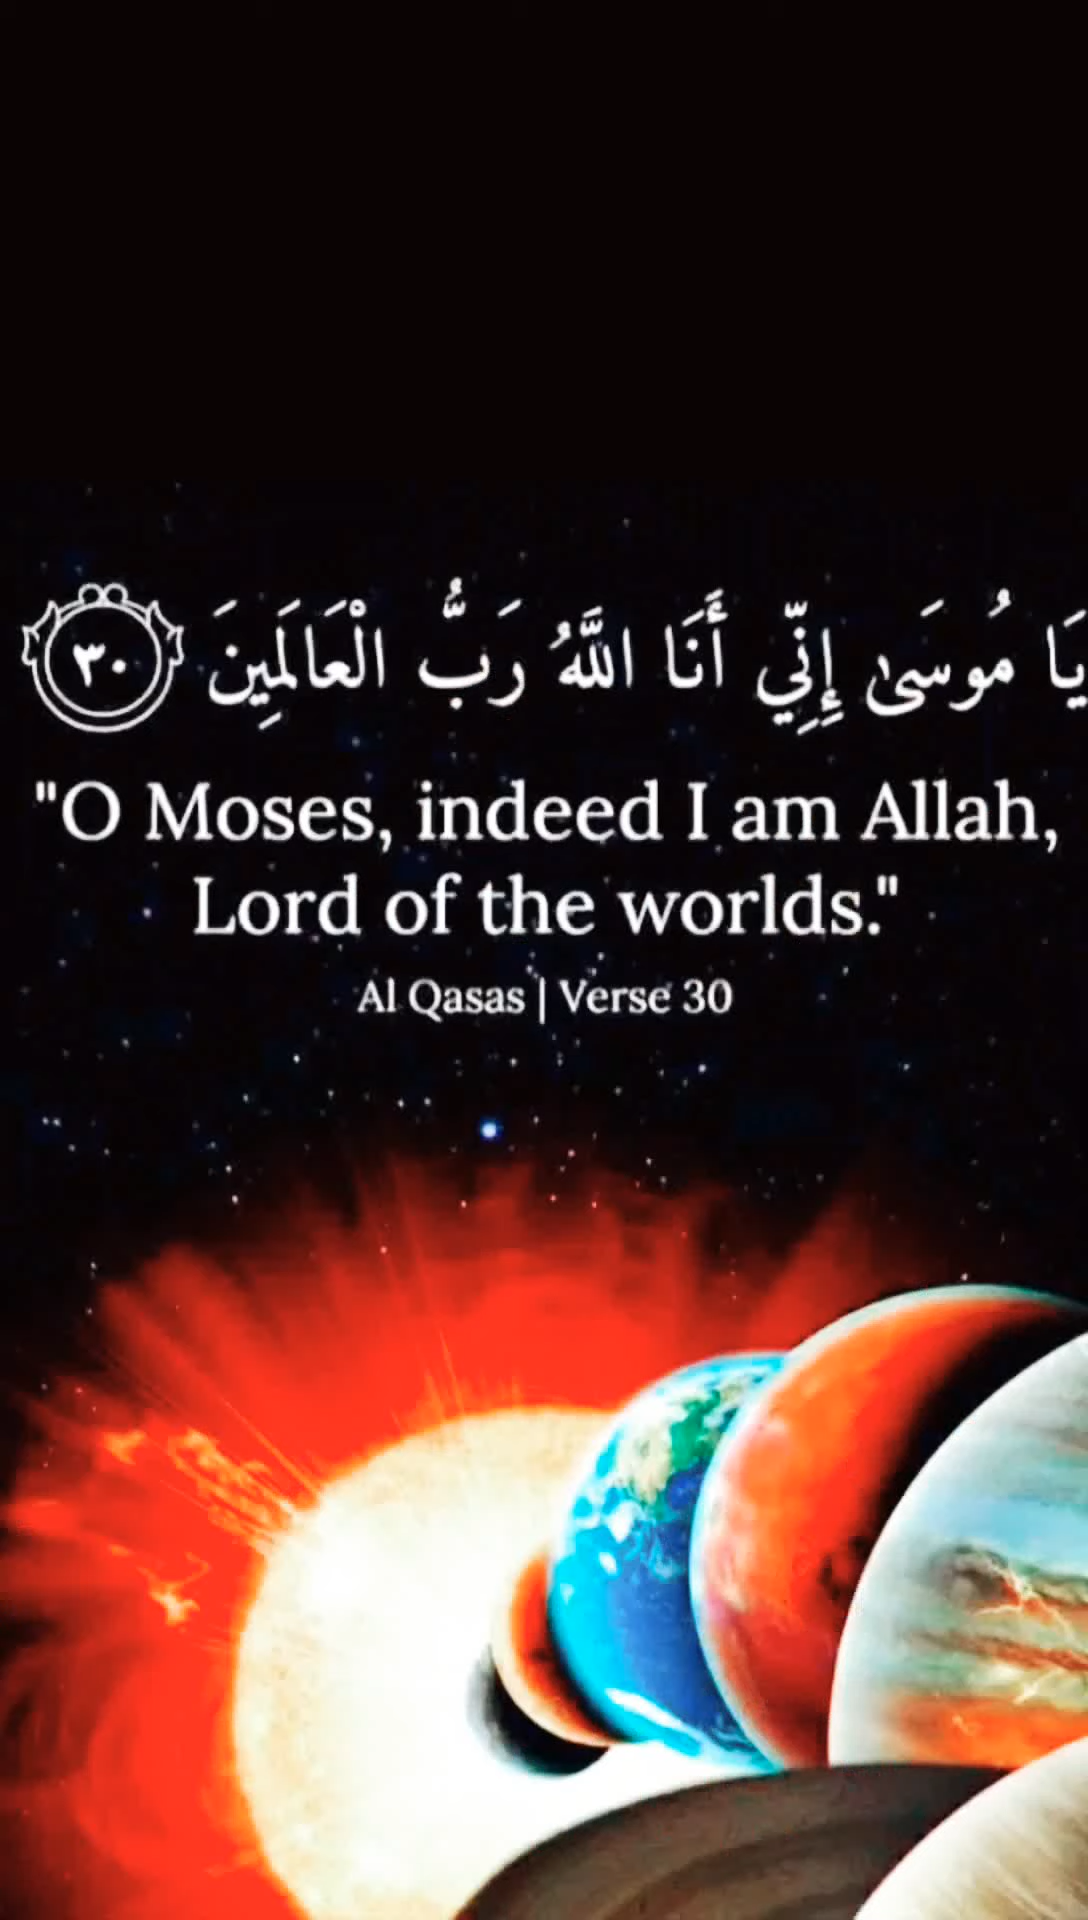 يَا مُوسَىٰ إِنِّي أَنَا اللَّهُ رَبُّ الْعَالَمِينَ ٣٠
"O Moses, indeed I am Allah,
Lord of the worlds."
Al Qasas | Verse 30